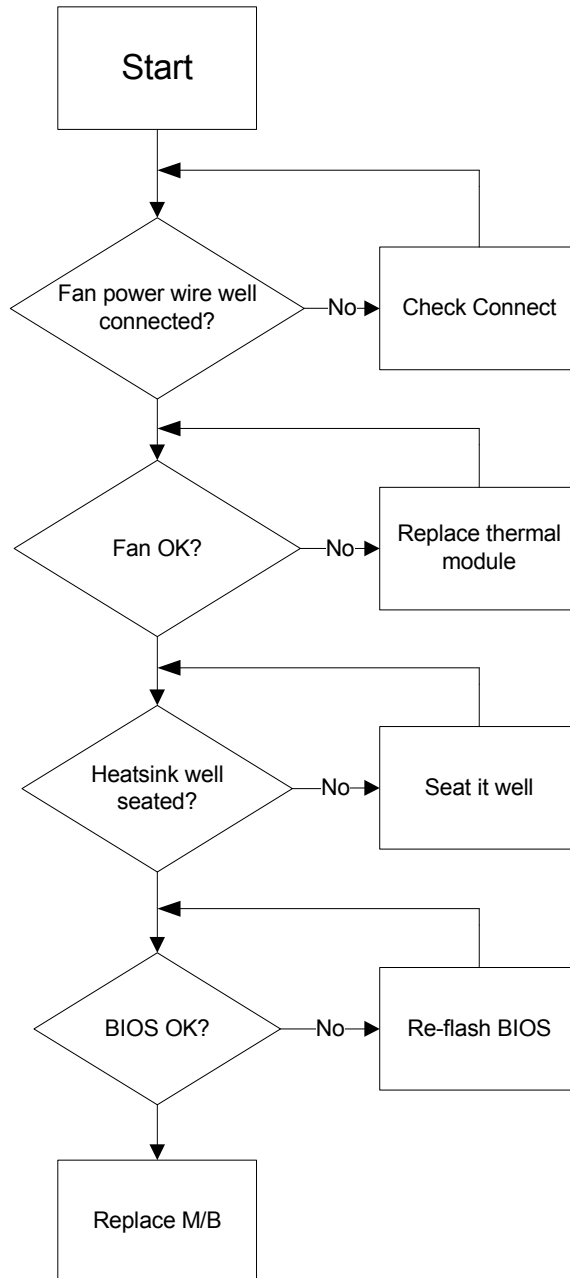 Start
Fan power wire well
connected?
No
Check Connect
Fan OK?
No
Replace thermal
module
Heatsink well
seated?
No
Seat it well
BIOS OK?
No
Re-flash BIOS
Replace M/B